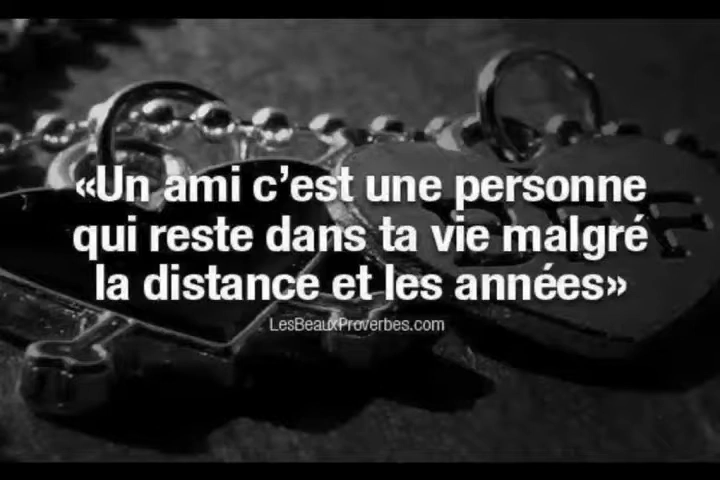 «Un ami c’est une personne
qui reste dans ta vie malgré
la distance et les années»
LesBeauxProverbes.com